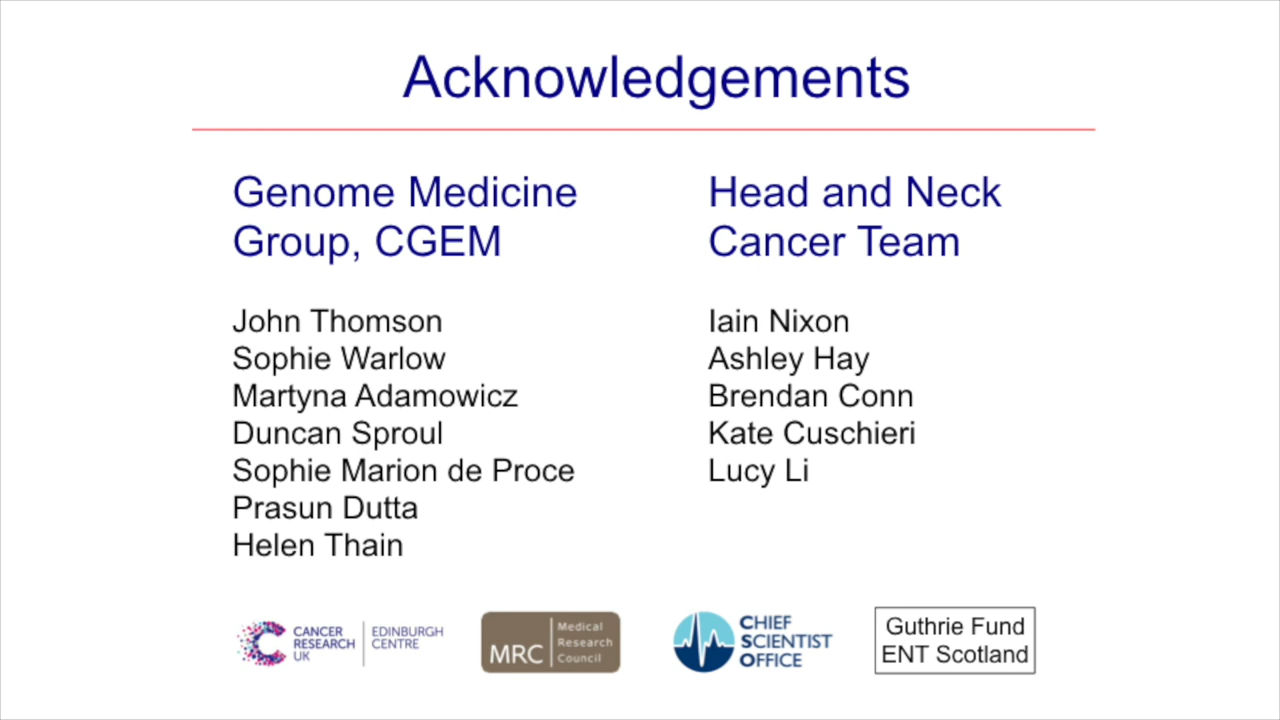 Acknowledgements
Genome Medicine
Group, CGEM
John Thomson
Sophie Warlow
Martyna Adamowicz
Duncan Sproul
Sophie Marion de Proce
Prasun Dutta
Helen Thain
Head and Neck
Cancer Team
Iain Nixon
Ashley Hay
Brendan Conn
Kate Cuschieri
Lucy Li
CANCER
RESEARCH
UK
EDINBURGH
CENTRE
MRC
Medical
Research
Council
CHIEF
SCIENTIST
OFFICE
Guthrie Fund
ENT Scotland